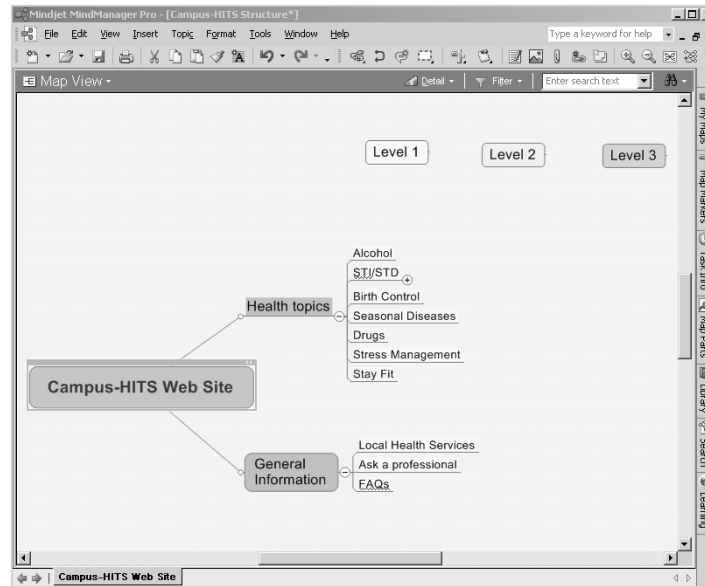 Mindjet MindManager Pro - [Campus-HITS Structure*]
File Edit View Insert Topic Format Tools Window Help
Type a keyword for help
Map View
Detail
Filter
Enter search text
Level 1
Level 2
Level 3
Alcohol
STI/STD
Birth Control
Health topics
Seasonal Diseases
Drugs
Stress Management
Stay Fit
Campus-HITS Web Site
Local Health Services
General
Information
Ask a professional
FAQs
My Maps
Map Markers
Task Info
Map Parts
Library
Search
Learning
Campus-HITS Web Site